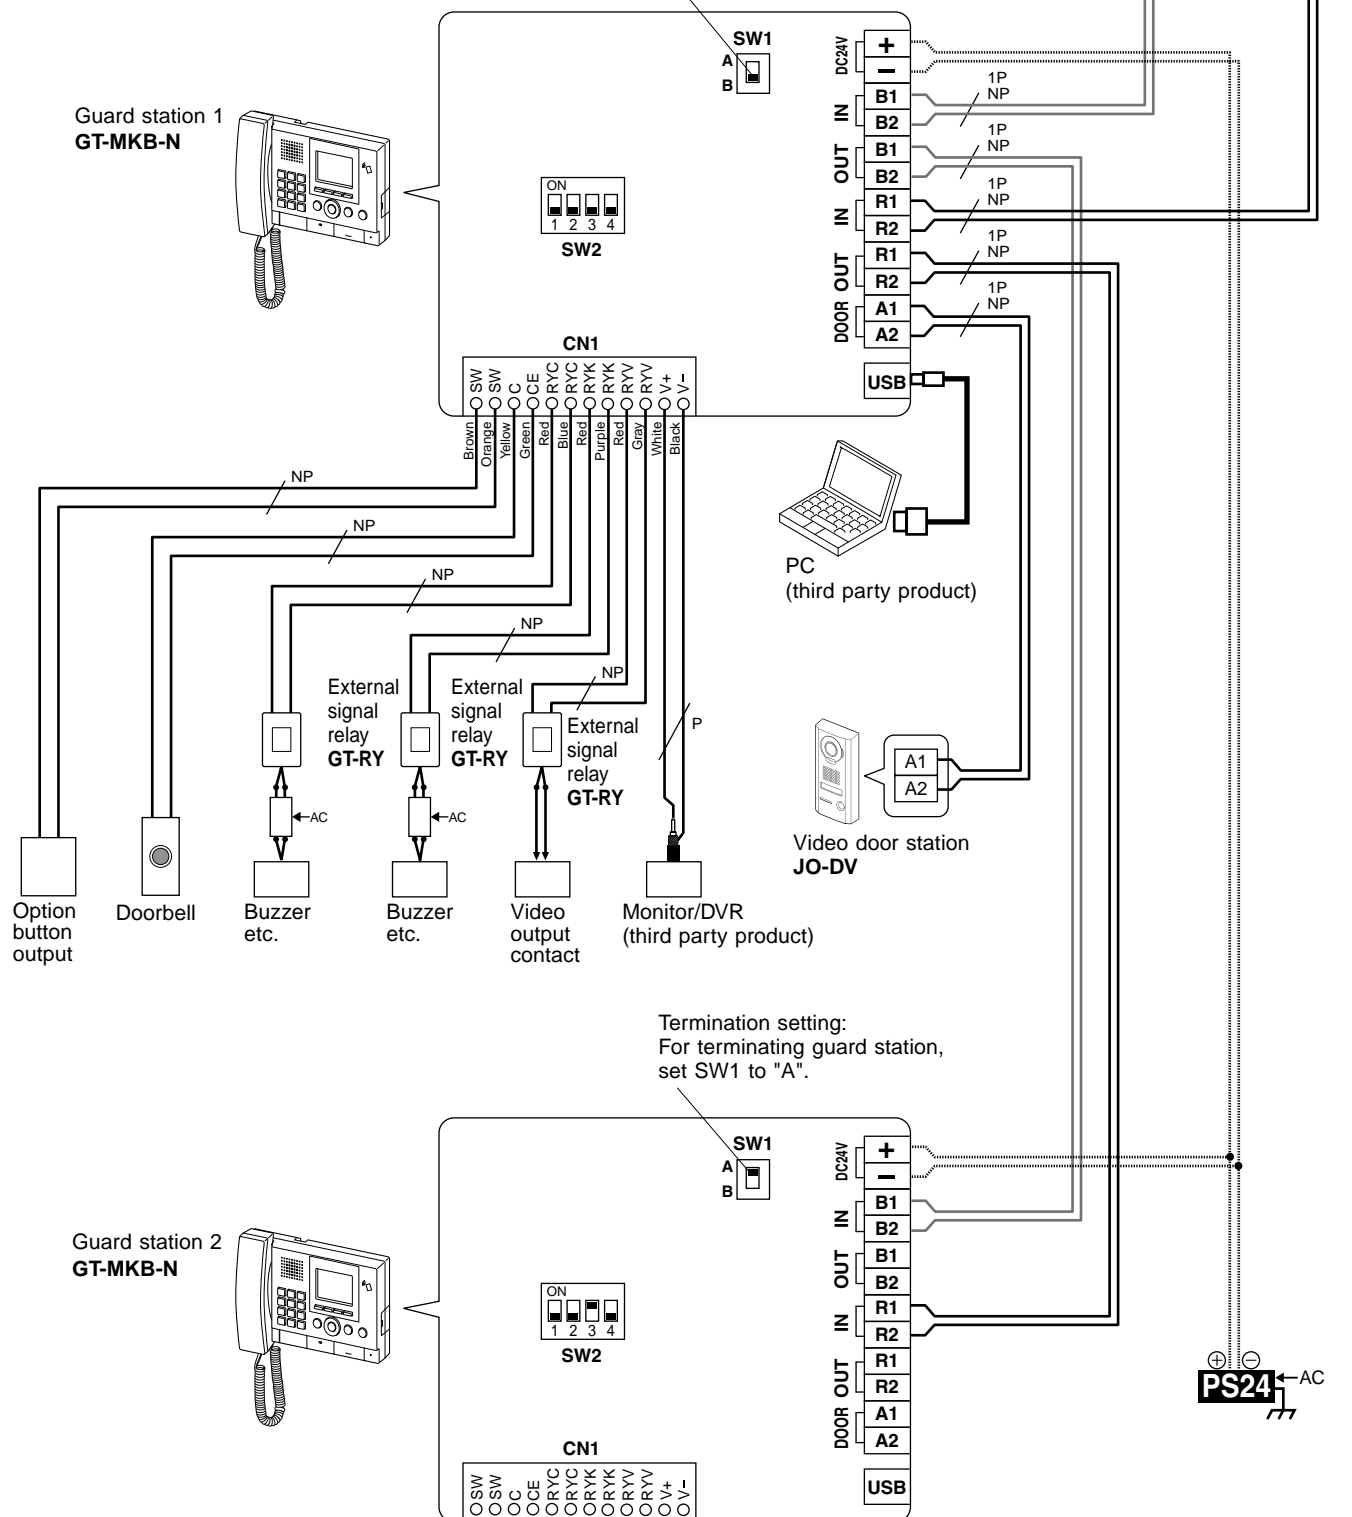 SW1
A
B
DC24V
+
−
IN
B1
B2
1P
NP
OUT
B1
B2
1P
NP
IN
R1
R2
1P
NP
OUT
R1
R2
1P
NP
DOOR
A1
A2
1P
NP
USB
Guard station 1
GT-MKB-N
ON
1 2 3 4
SW2
CN1
SW SW C CE RYC RYC RYK RYK RYV RYV V+ V−
Brown Orange Yellow Green Red Blue Red Purple Red Gray White Black
NP
NP
NP
NP
NP
P
PC
(third party product)
External
signal
relay
GT-RY
External
signal
relay
GT-RY
External
signal
relay
GT-RY
AC
AC
A1
A2
Video door station
JO-DV
Option
button
output
Doorbell
Buzzer
etc.
Buzzer
etc.
Video
output
contact
Monitor/DVR
(third party product)
Termination setting:
For terminating guard station,
set SW1 to "A".
SW1
A
B
DC24V
+
−
IN
B1
B2
OUT
B1
B2
IN
R1
R2
OUT
R1
R2
DOOR
A1
A2
USB
Guard station 2
GT-MKB-N
ON
1 2 3 4
SW2
CN1
SW SW C CE RYC RYC RYK RYK RYV RYV V+ V−
+ −
PS24
AC